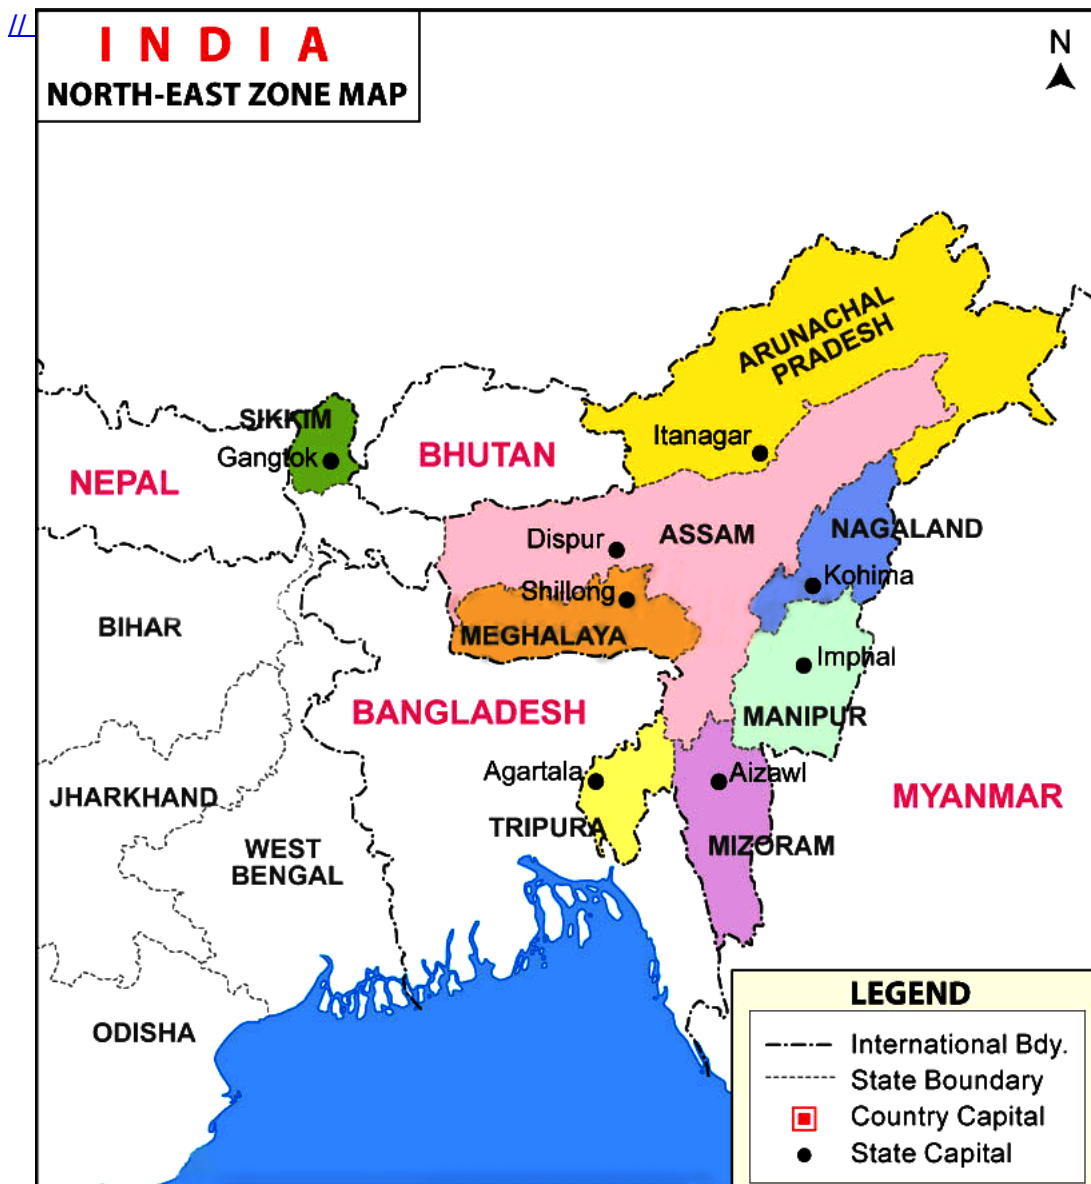 //
INDIA
NORTH-EAST ZONE MAP
N
ARUNACHAL
PRADESH
SIKKIM
Gangtok
Itanagar
BHUTAN
NEPAL
Dispur
ASSAM
NAGALAND
Shillong
Kohima
BIHAR
MEGHALAYA
Imphal
BANGLADESH
MANIPUR
Agartala
Aizawl
JHARKHAND
MYANMAR
TRIPURA
WEST
BENGAL
MIZORAM
ODISHA
LEGEND
International Bdy.
State Boundary
Country Capital
State Capital